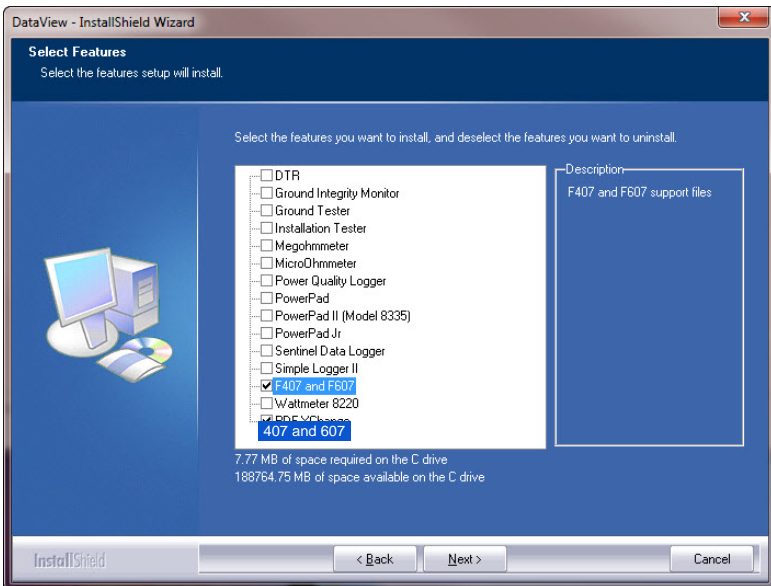 DataView - InstallShield Wizard
Select Features
Select the features setup will install.
Select the features you want to install, and deselect the features you want to uninstall.
DTR
Ground Integrity Monitor
Ground Tester
Installation Tester
Megohmmeter
MicroOhmmeter
Power Quality Logger
PowerPad
PowerPad II (Model 8335)
PowerPad Jr
Sentinel Data Logger
Simple Logger II
F407 and F607
Wattmeter 8220
PDF-XChange
407 and 607
Description
F407 and F607 support files
7.77 MB of space required on the C drive
188764.75 MB of space available on the C drive
InstallShield
< Back
Next >
Cancel